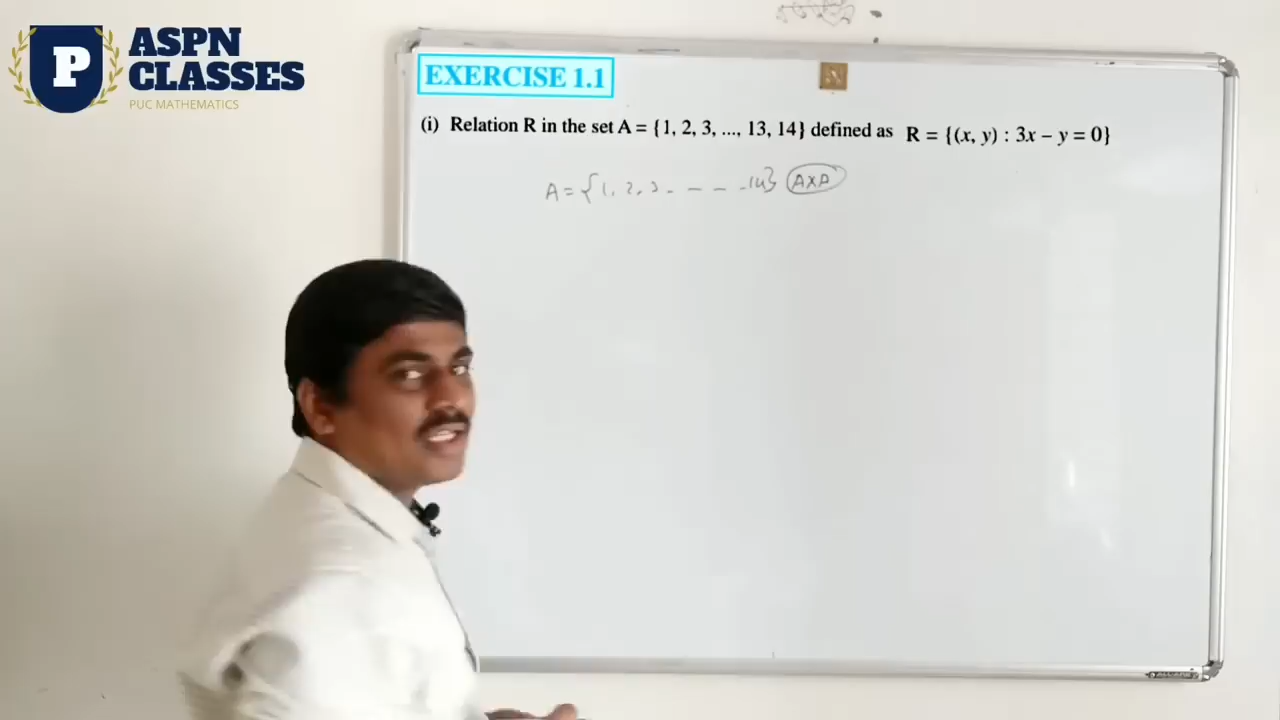 P
ASPN
CLASSES
PUC MATHEMATICS
EXERCISE 1.1
(i) Relation R in the set A = {1, 2, 3, ..., 13, 14} defined as R = {(x, y) : 3x – y = 0}
A = {1, 2, 3 - - - - 14} A×A